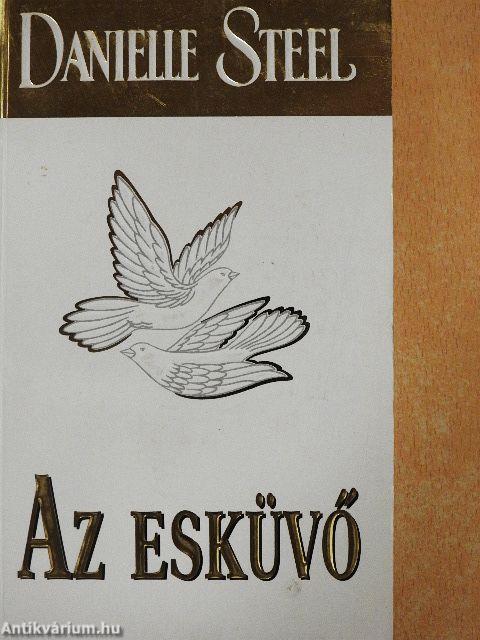 DANIELLE STEEL
AZ ESKÜVŐ
Antikvárium.hu